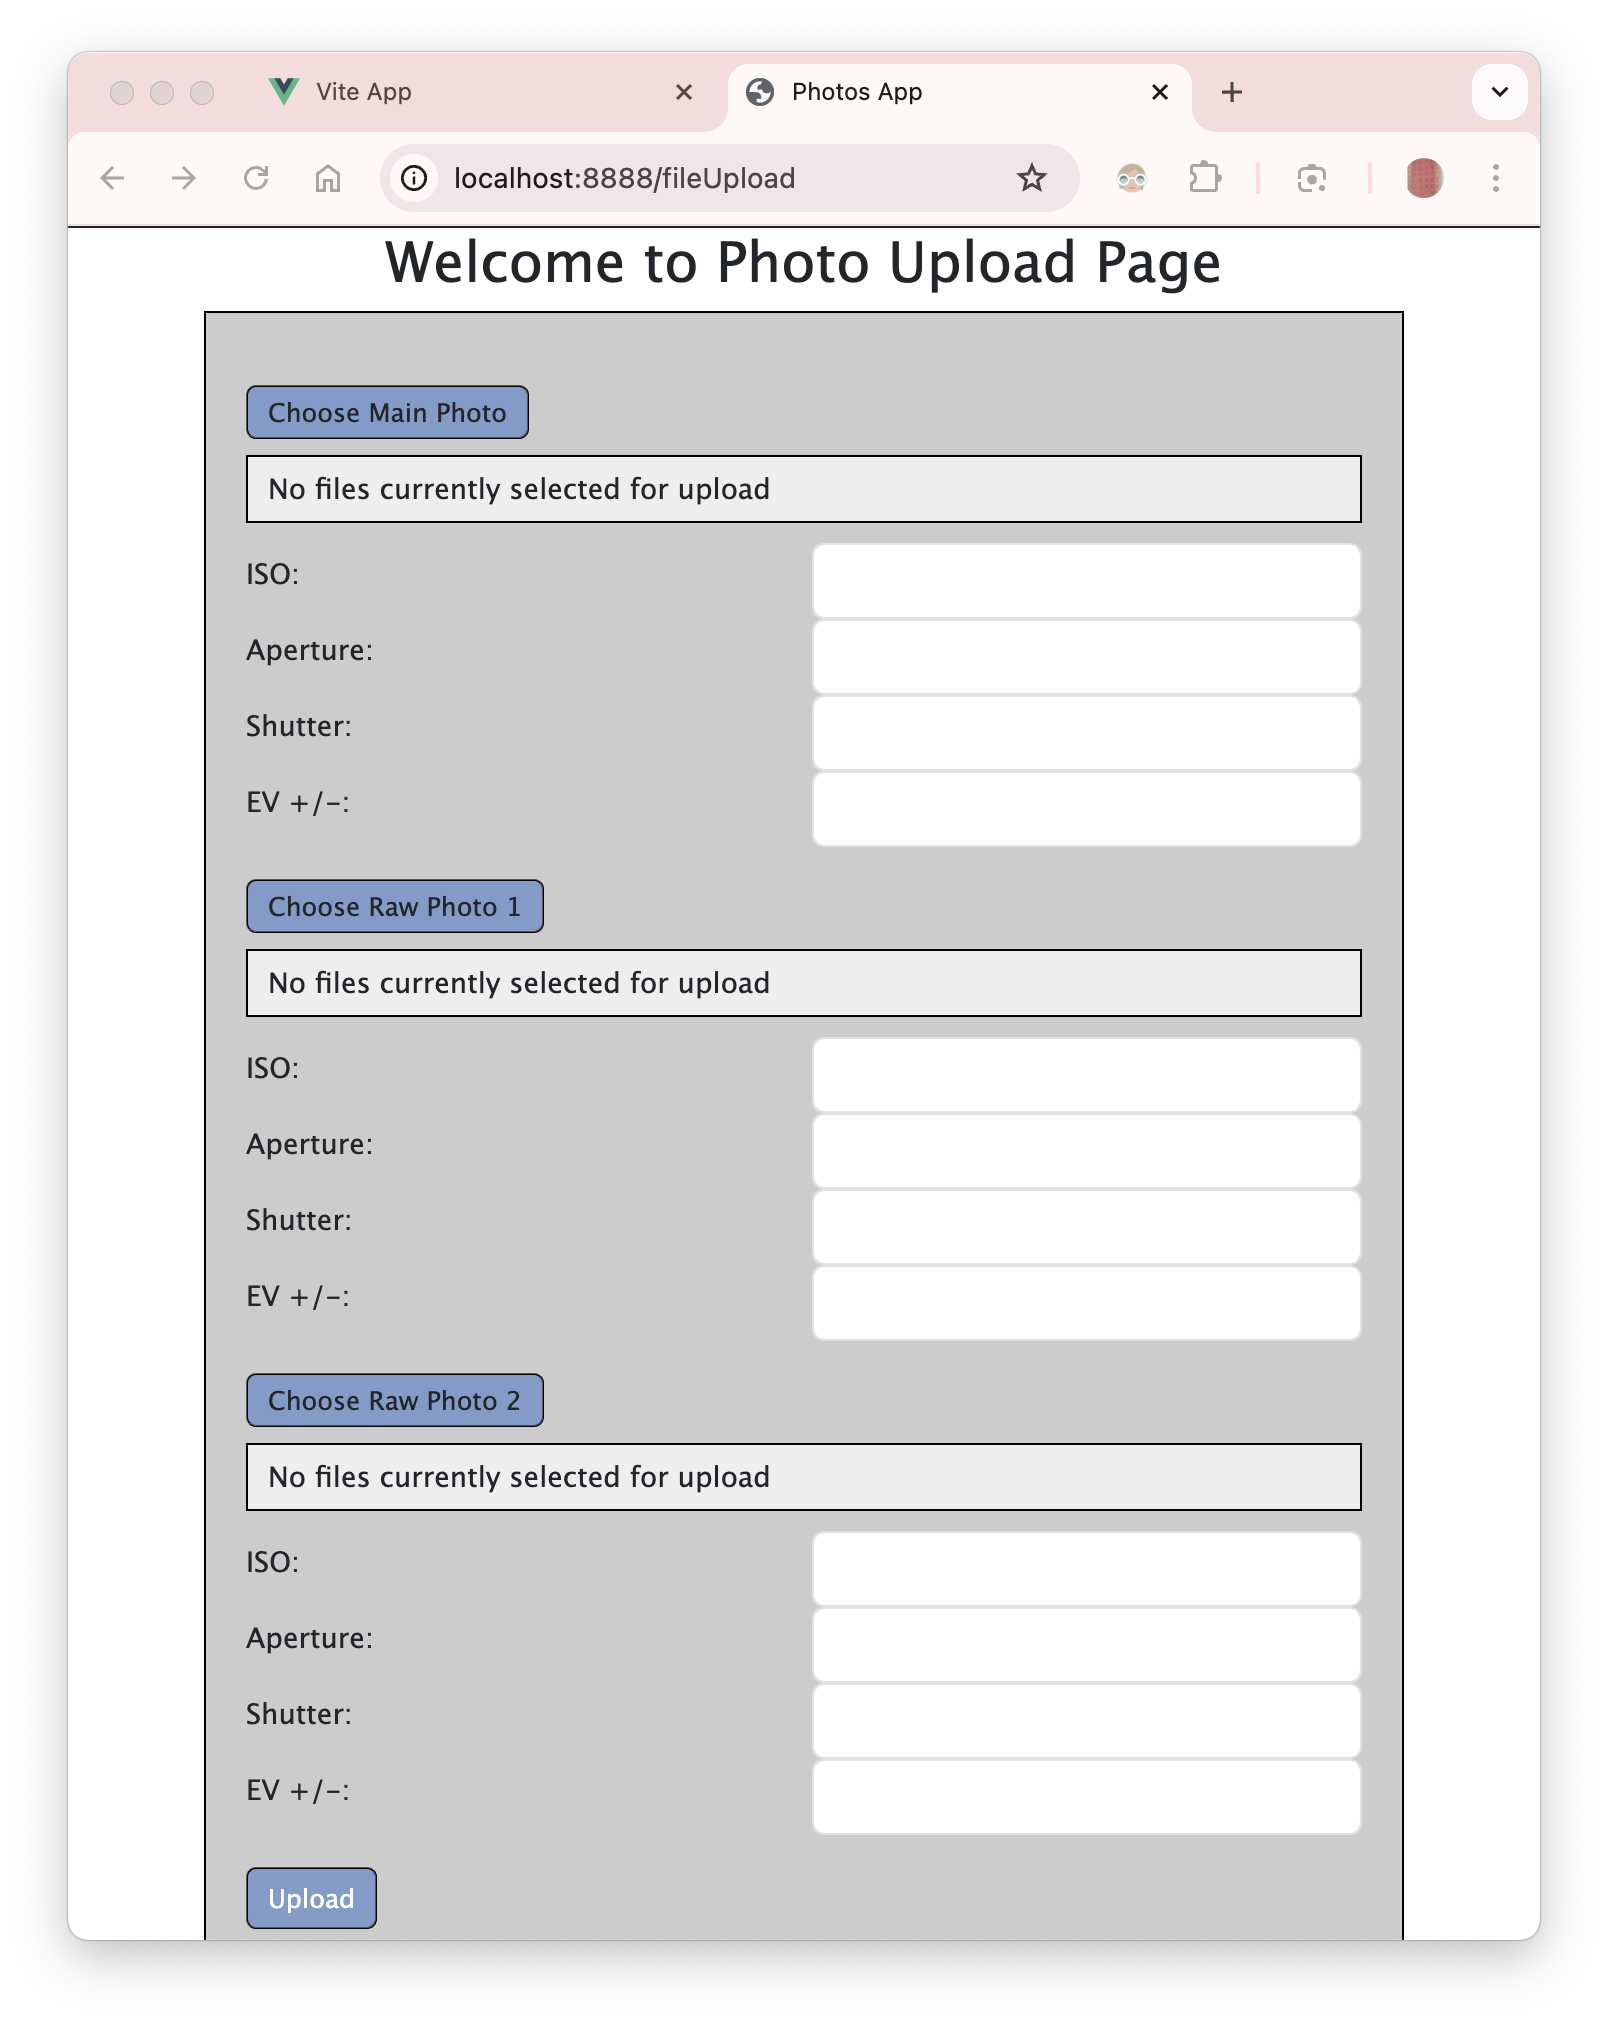 Vite App
Photos App
localhost:8888/fileUpload
Welcome to Photo Upload Page
Choose Main Photo
No files currently selected for upload
ISO:
Aperture:
Shutter:
EV +/-:
Choose Raw Photo 1
No files currently selected for upload
ISO:
Aperture:
Shutter:
EV +/-:
Choose Raw Photo 2
No files currently selected for upload
ISO:
Aperture:
Shutter:
EV +/-:
Upload